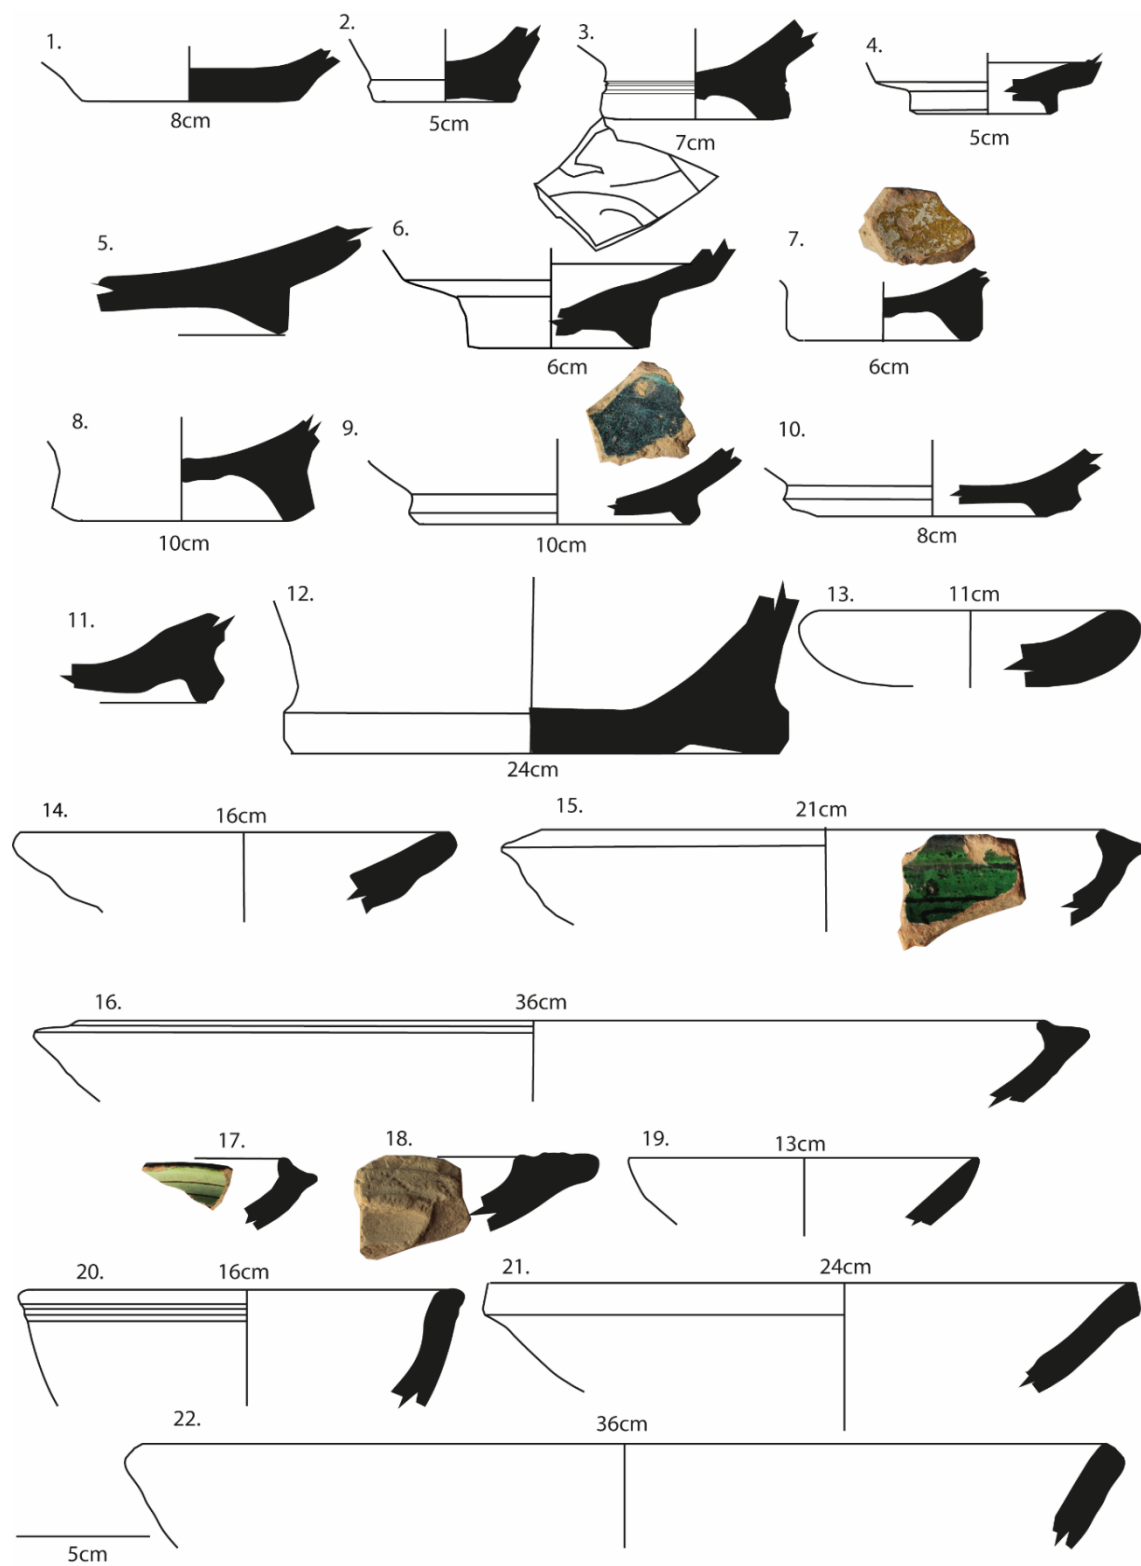 1.
2.
3.
4.
8cm
5cm
7cm
5cm
5.
6.
7.
6cm
6cm
8.
9.
10.
10cm
10cm
8cm
11.
12.
13.
11cm
24cm
14.
16cm
15.
21cm
16.
36cm
17.
18.
19.
13cm
20.
16cm
21.
24cm
22.
36cm
5cm